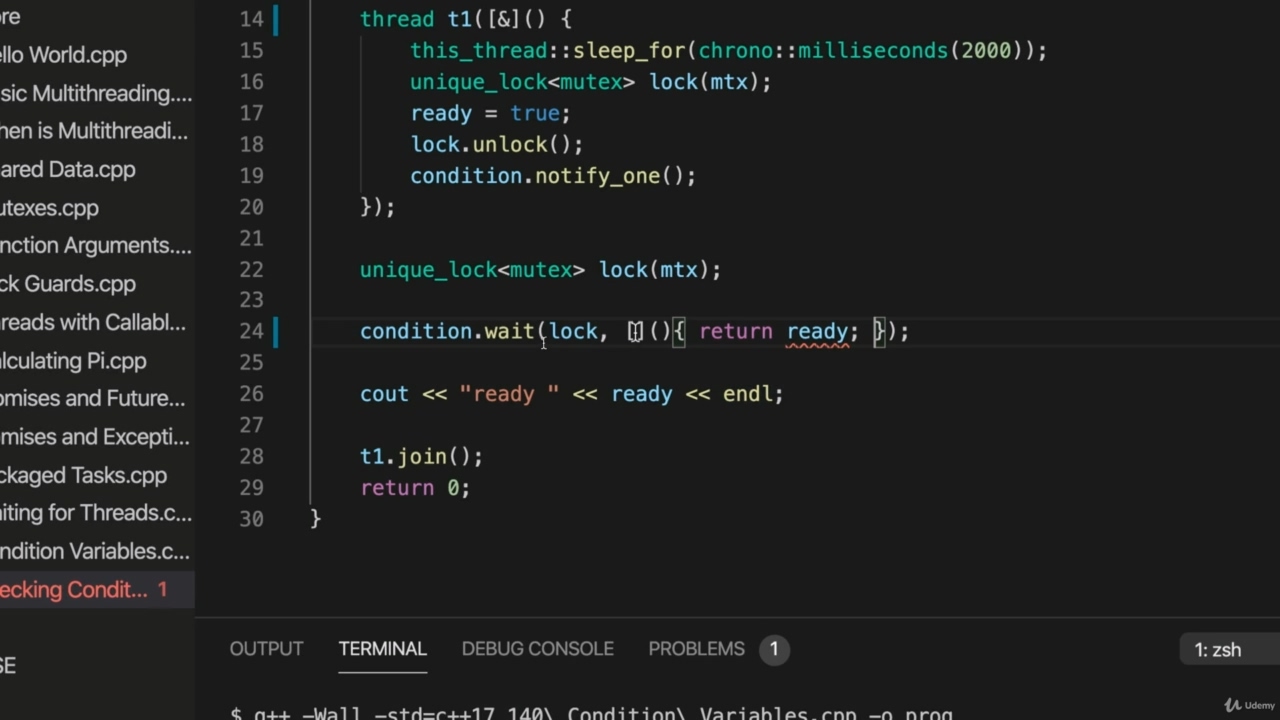 ore
ello World.cpp
sic Multithreading....
hen is Multithreadi...
ared Data.cpp
utexes.cpp
nction Arguments....
ck Guards.cpp
reads with Callabl...
alculating Pi.cpp
omises and Future...
omises and Excepti...
ckaged Tasks.cpp
iting for Threads.c...
ndition Variables.c...
ecking Condit... 1
SE
14 thread t1([&]() {
15 this_thread::sleep_for(chrono::milliseconds(2000));
16 unique_lock<mutex> lock(mtx);
17 ready = true;
18 lock.unlock();
19 condition.notify_one();
20 });
21
22 unique_lock<mutex> lock(mtx);
23
24 condition.wait(lock, [](){ return ready; });
25
26 cout << "ready " << ready << endl;
27
28 t1.join();
29 return 0;
30 }
OUTPUT TERMINAL DEBUG CONSOLE PROBLEMS 1 1: zsh
$ g++ -Wall -std=c++17 140\ Condition\ Variables.cpp -o prog
Udemy